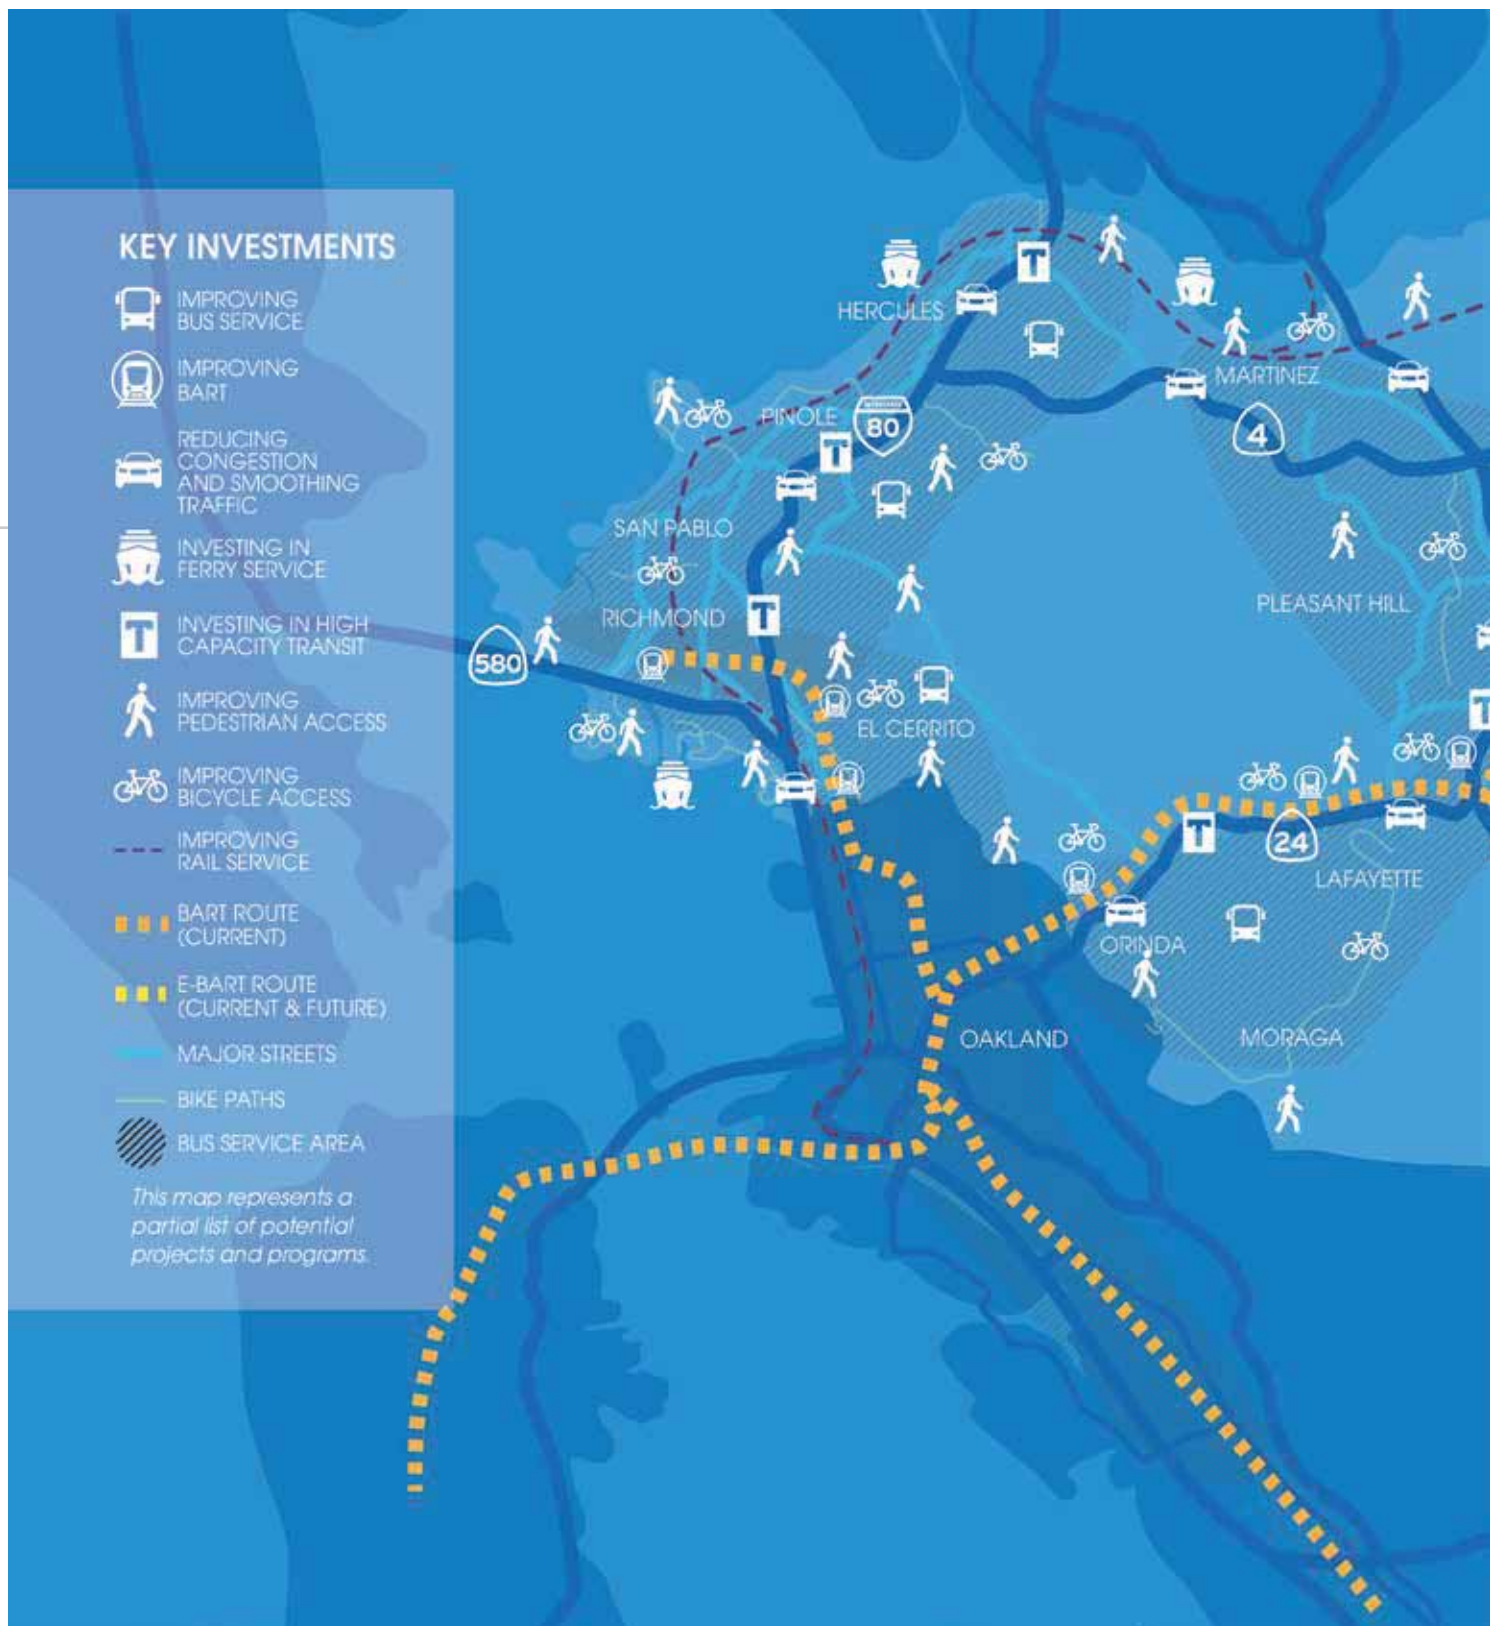 KEY INVESTMENTS
IMPROVING
BUS SERVICE
IMPROVING
BART
REDUCING
CONGESTION
AND SMOOTHING
TRAFFIC
INVESTING IN
FERRY SERVICE
T
INVESTING IN HIGH
CAPACITY TRANSIT
IMPROVING
PEDESTRIAN ACCESS
IMPROVING
BICYCLE ACCESS
IMPROVING
RAIL SERVICE
BART ROUTE
(CURRENT)
E-BART ROUTE
(CURRENT & FUTURE)
MAJOR STREETS
BIKE PATHS
BUS SERVICE AREA
This map represents a
partial list of potential
projects and programs.
T
HERCULES
MARTINEZ
PINOLE
INTERSTATE
80
4
T
SAN PABLO
PLEASANT HILL
RICHMOND
T
580
T
EL CERRITO
T
24
LAFAYETTE
ORINDA
OAKLAND
MORAGA